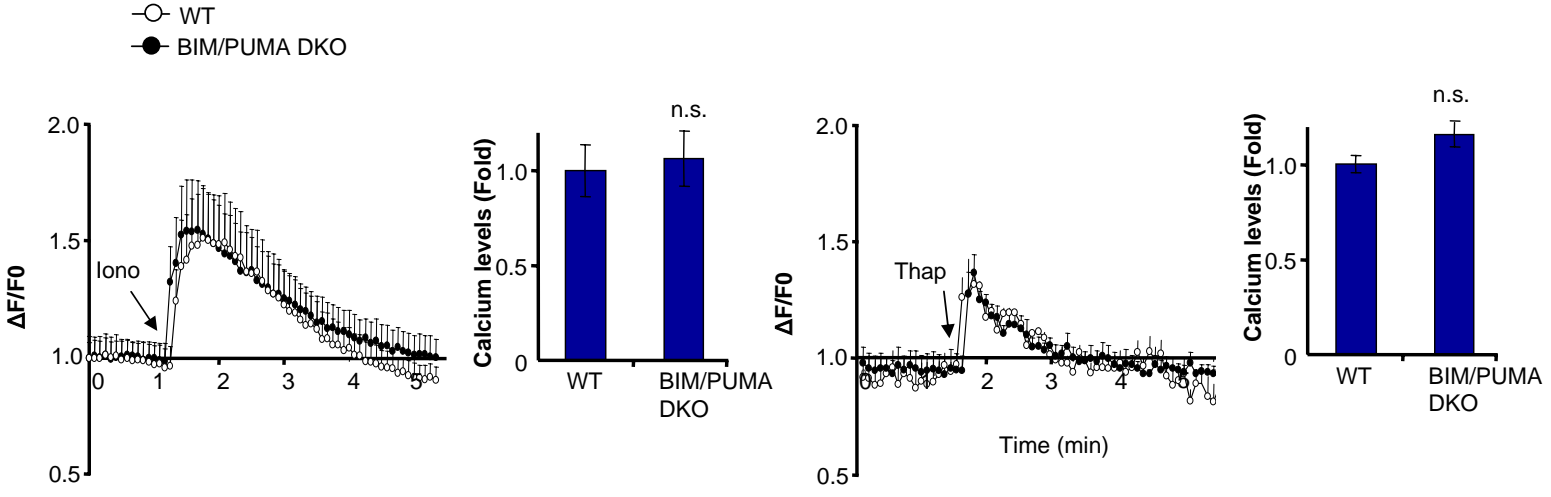 WT
BIM/PUMA DKO
2.0
1.5
1.0
0.5
ΔF/F0
Iono
0 1 2 3 4 5
n.s.
Calcium levels (Fold)
1.0
0.5
0
WT
BIM/PUMA
DKO
2.0
1.5
1.0
0.5
ΔF/F0
Thap
0 1 2 3 4 5
Time (min)
n.s.
Calcium levels (Fold)
1.0
0.5
0
WT
BIM/PUMA
DKO